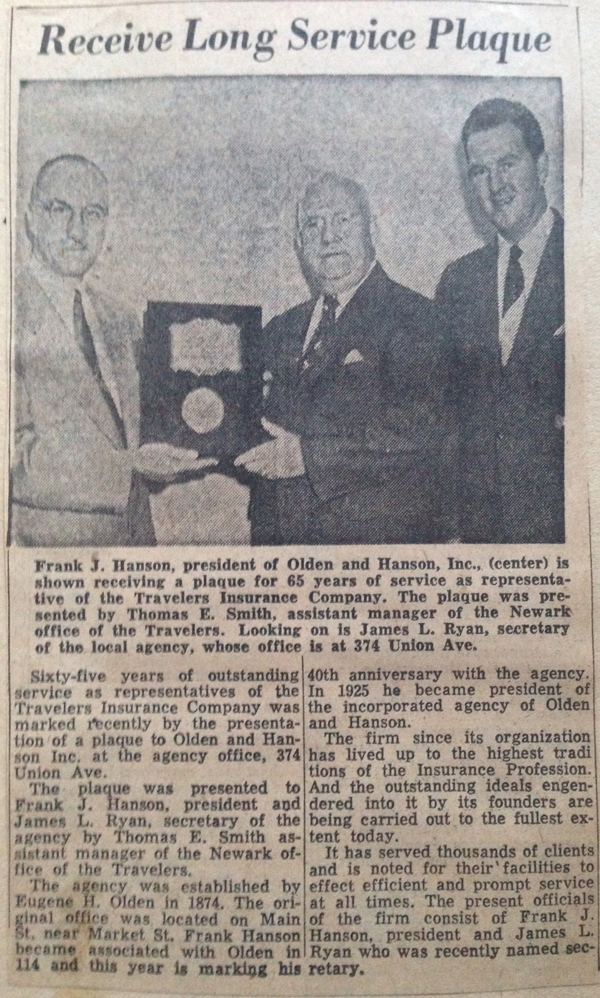 Receive Long Service Plaque
Frank J. Hanson, president of Olden and Hanson, Inc., (center) is
shown receiving a plaque for 65 years of service as representa-
tive of the Travelers Insurance Company. The plaque was pre-
sented by Thomas E. Smith, assistant manager of the Newark
office of the Travelers. Looking on is James L. Ryan, secretary
of the local agency, whose office is at 374 Union Ave.
Sixty-five years of outstanding
service as representatives of the
Travelers Insurance Company was
marked recently by the presenta-
tion of a plaque to Olden and Han-
son Inc. at the agency office, 374
Union Ave.
The plaque was presented to
Frank J. Hanson, president and
James L. Ryan, secretary of the
agency by Thomas E. Smith as-
sistant manager of the Newark of-
fice of the Travelers.
The agency was established by
Eugene H. Olden in 1874. The ori-
ginal office was located on Main
St. near Market St. Frank Hanson
became associated with Olden in
114 and this year is marking his
40th anniversary with the agency.
In 1925 he became president of
the incorporated agency of Olden
and Hanson.
The firm since its organization
has lived up to the highest tradi
tions of the Insurance Profession.
And the outstanding ideals engen-
dered into it by its founders are
being carried out to the fullest ex-
tent today.
It has served thousands of clients
and is noted for their facilities to
effect efficient and prompt service
at all times. The present officials
of the firm consist of Frank J.
Hanson, president and James L.
Ryan who was recently named sec-
retary.